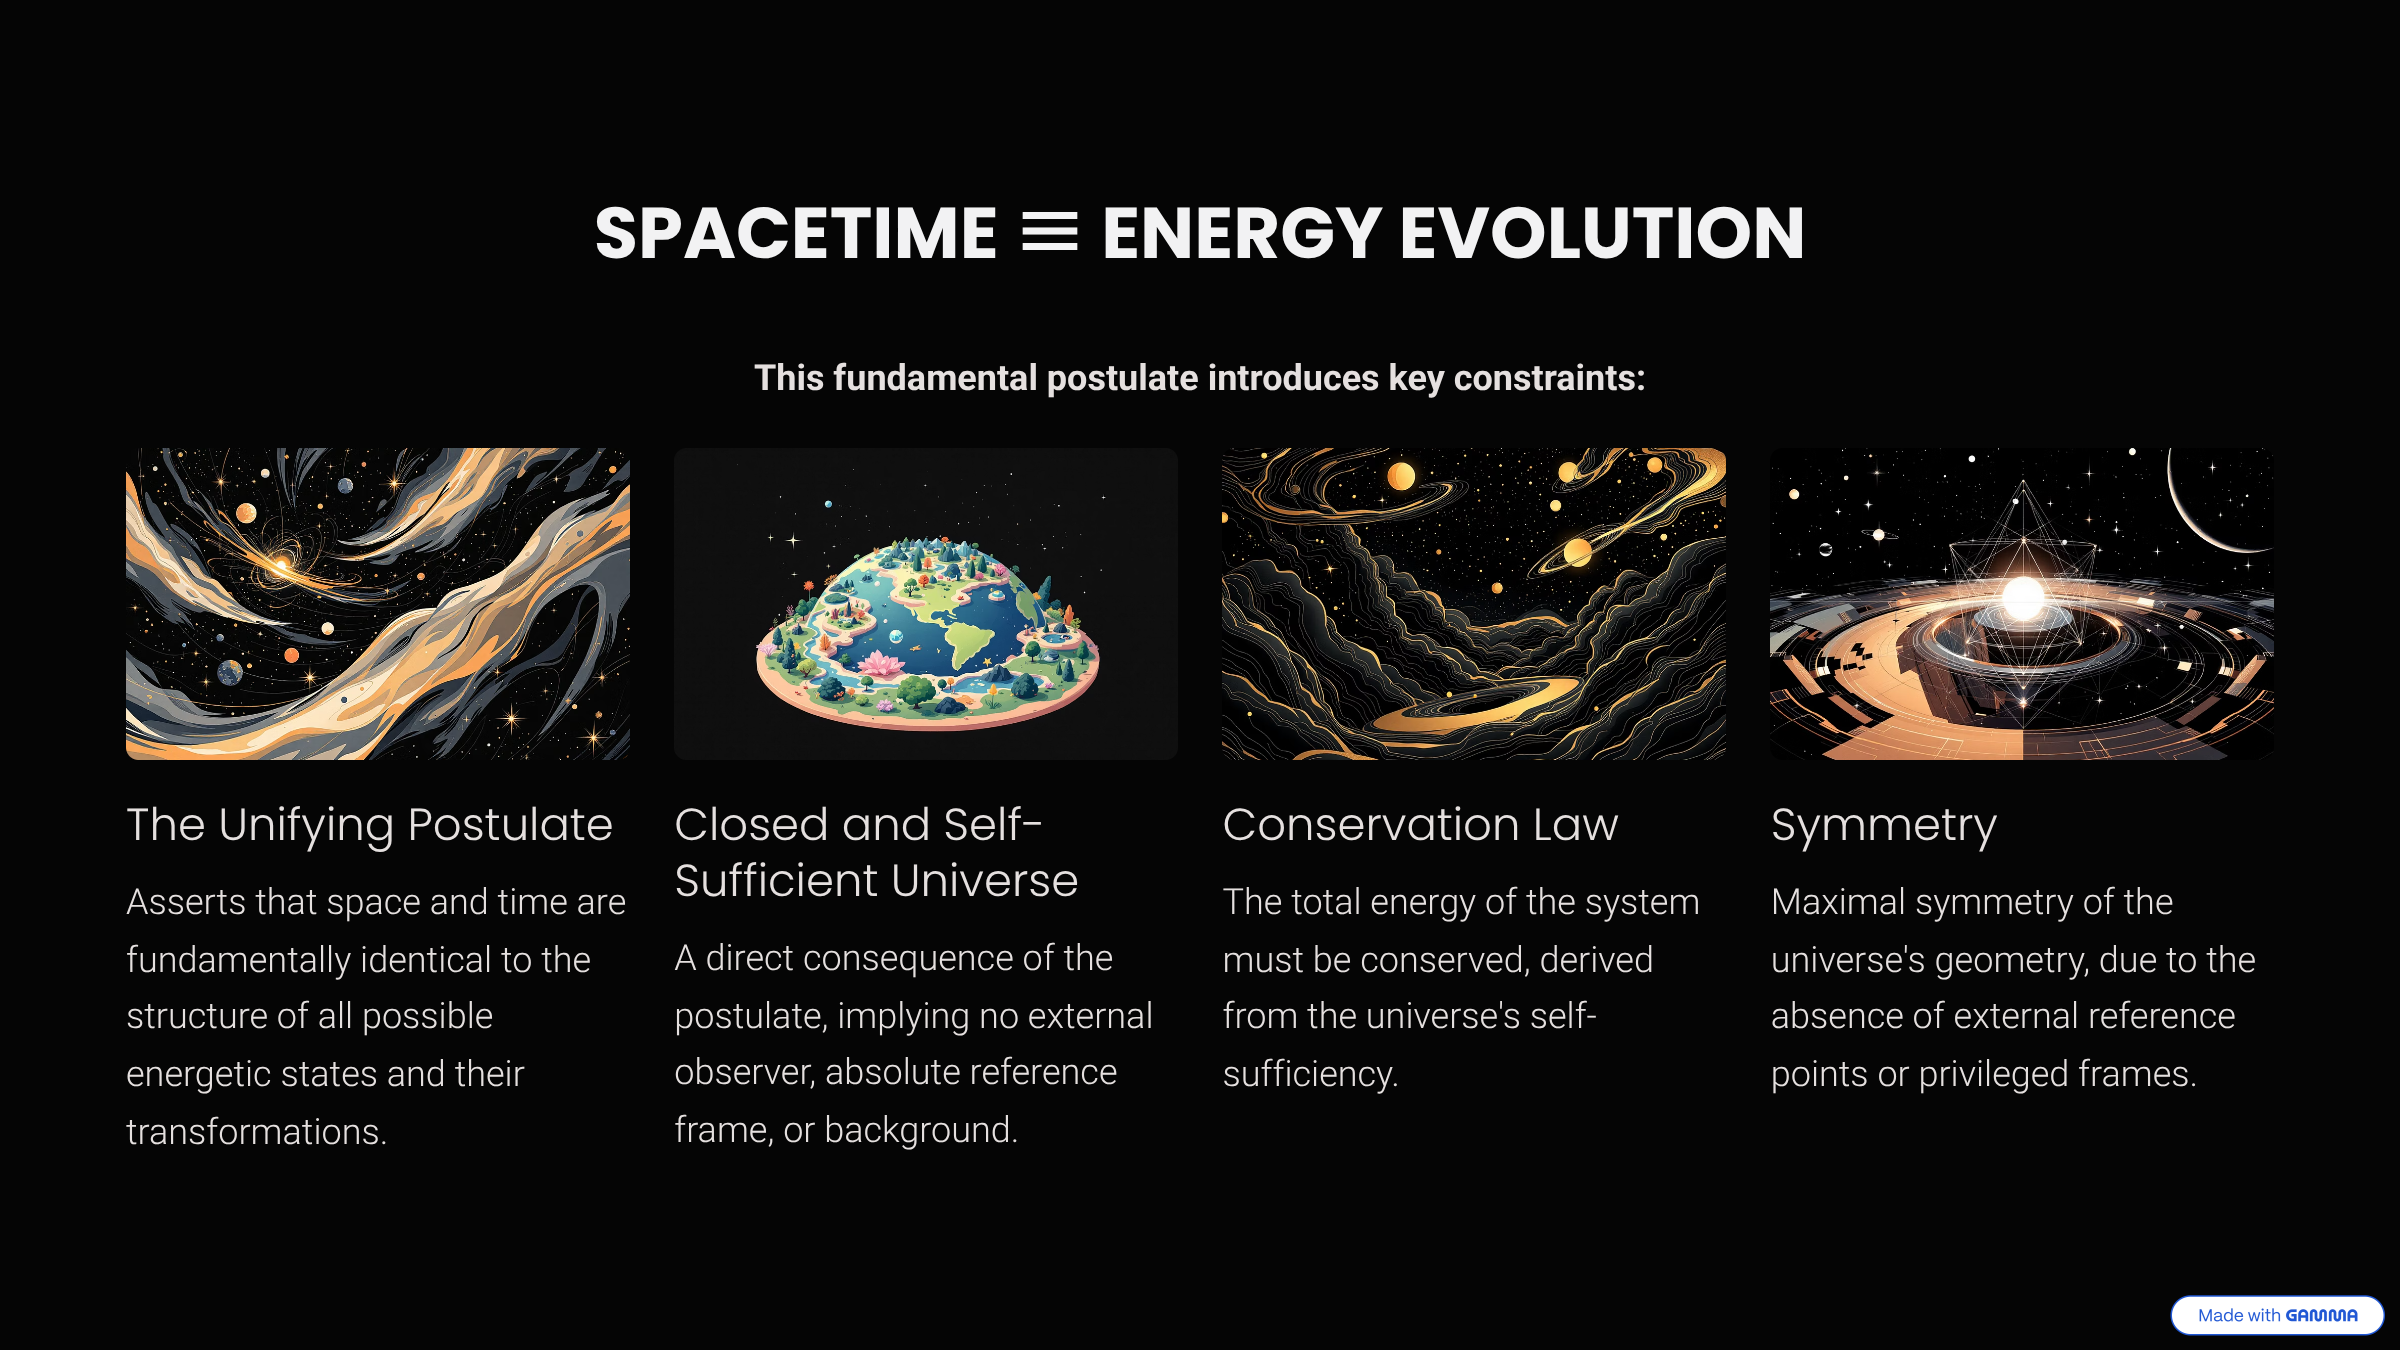 SPACETIME ≡ ENERGY EVOLUTION
This fundamental postulate introduces key constraints:
The Unifying Postulate
Asserts that space and time are
fundamentally identical to the
structure of all possible
energetic states and their
transformations.
Closed and Self-
Sufficient Universe
A direct consequence of the
postulate, implying no external
observer, absolute reference
frame, or background.
Conservation Law
The total energy of the system
must be conserved, derived
from the universe's self-
sufficiency.
Symmetry
Maximal symmetry of the
universe's geometry, due to the
absence of external reference
points or privileged frames.
Made with GAMMA